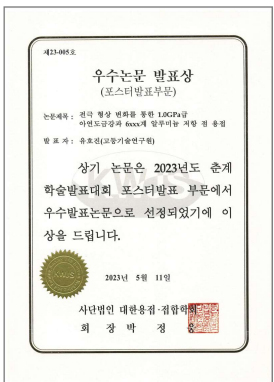 제23-005호
우수논문 발표상
(포스터발표부문)
논문제목 : 전극 형상 변화를 통한 1.0GPa급
아연도금강과 6xxx계 알루미늄 저항 점 용접
발 표 자 : 유호진(고등기술연구원)
상기 논문은 2023년도 춘계
학술발표대회 포스터발표 부문에서
우수발표논문으로 선정되었기에 이
상을 드립니다.
2023년 5월 11일
사단법인 대한용접·접합학회
회 장 박 정 웅
KWJS